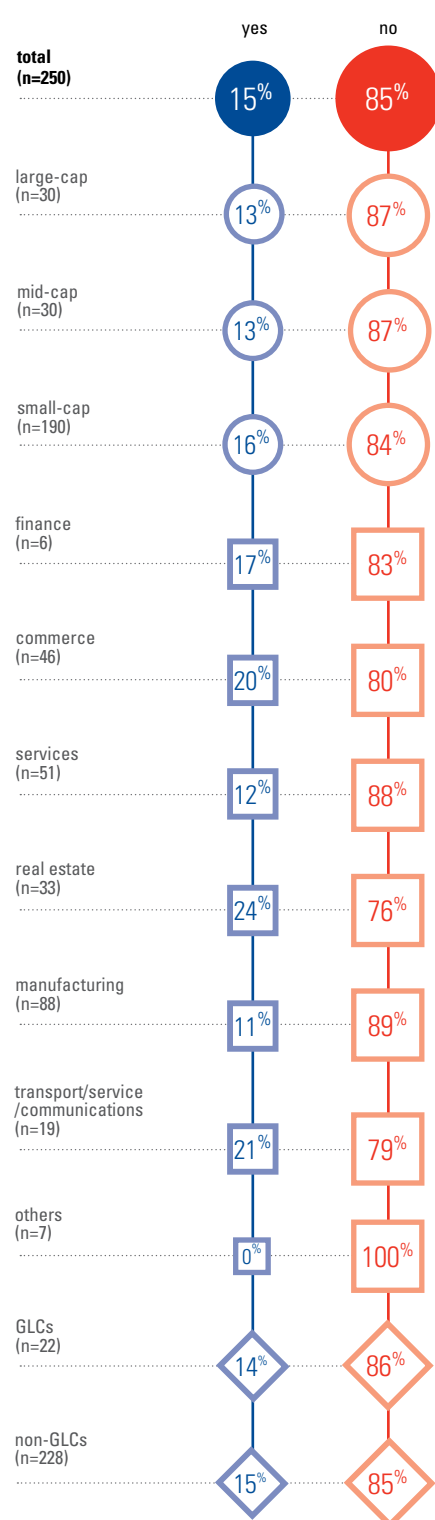 yes no
total
(n=250)
15% 85%
large-cap
(n=30)
13% 87%
mid-cap
(n=30)
13% 87%
small-cap
(n=190)
16% 84%
finance
(n=6)
17% 83%
commerce
(n=46)
20% 80%
services
(n=51)
12% 88%
real estate
(n=33)
24% 76%
manufacturing
(n=88)
11% 89%
transport/service
/communications
(n=19)
21% 79%
others
(n=7)
0% 100%
GLCs
(n=22)
14% 86%
non-GLCs
(n=228)
15% 85%